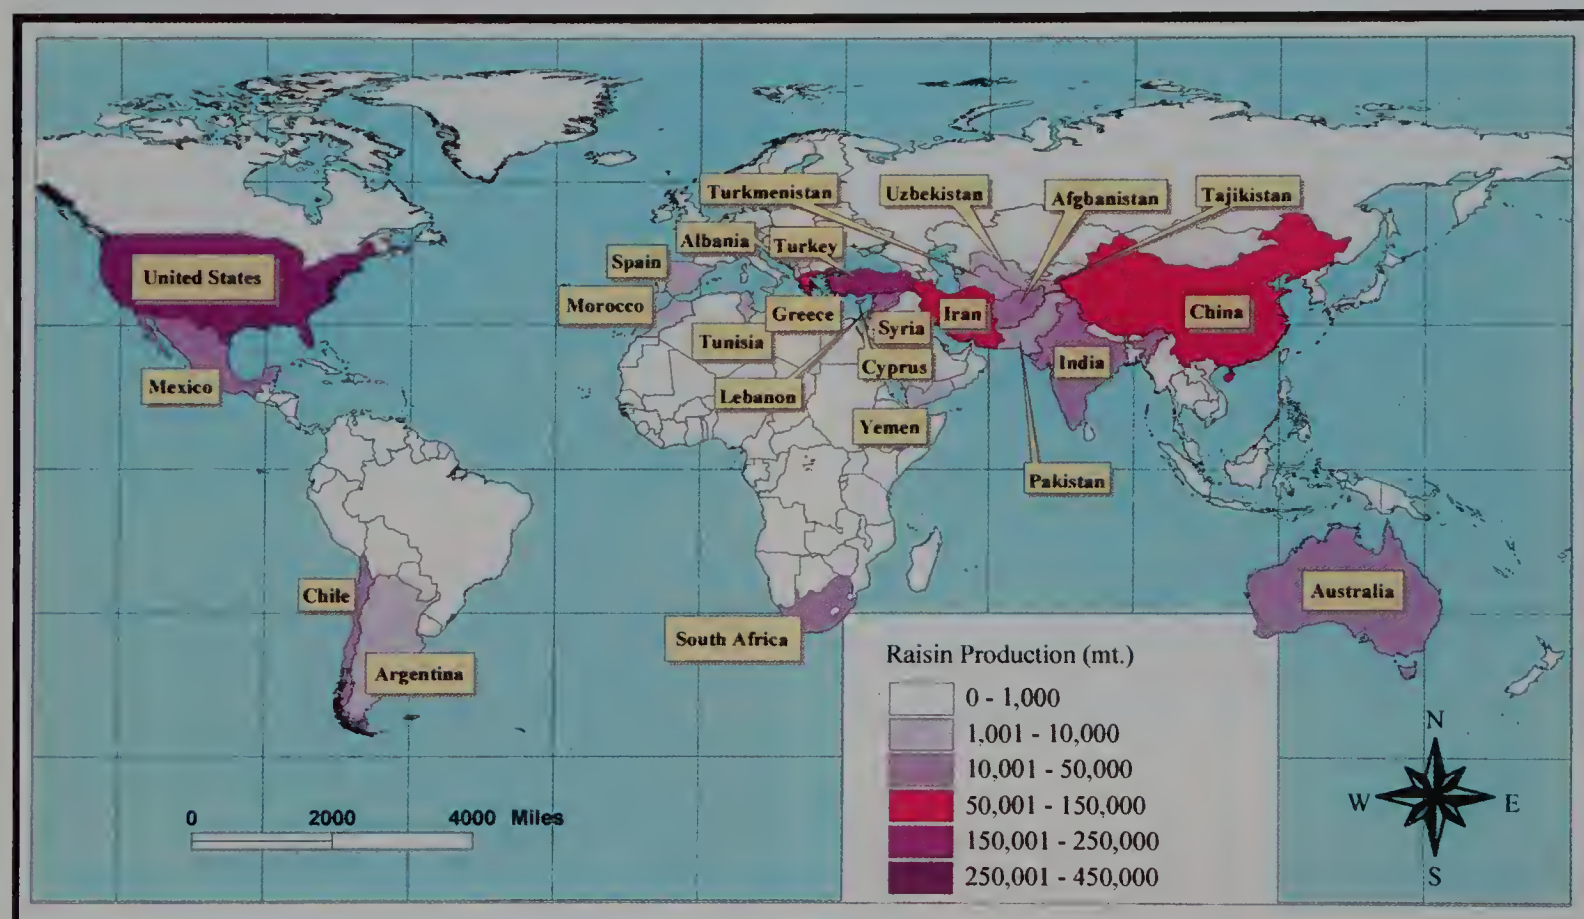 Turkmenistan
Uzbekistan
Afghanistan
Tajikistan
Albania
Turkey
Spain
United States
Morocco
Greece
Syria
Iran
China
Tunisia
Cyprus
India
Mexico
Lebanon
Yemen
Pakistan
Chile
Australia
South Africa
Argentina
Raisin Production (mt.)
0 - 1,000
1,001 - 10,000
10,001 - 50,000
50,001 - 150,000
150,001 - 250,000
250,001 - 450,000
0 2000 4000 Miles
N
W E
S